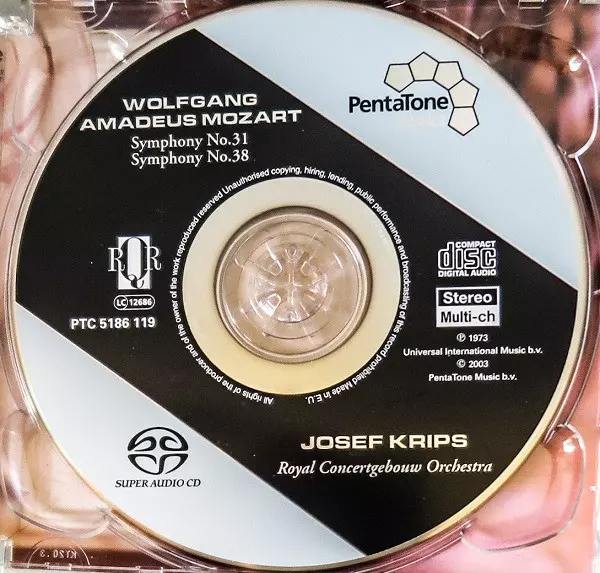 WOLFGANG
AMADEUS MOZART
Symphony No.31
Symphony No.38
PentaTone
All rights of the producer and of the owner of the work reproduced reserved Unauthorised copying, hiring, lending, public performance and broadcasting of this record prohibited Made in E.U.
RQR
LC 12686
PTC 5186 119
COMPACT
disc
DIGITAL AUDIO
Stereo
Multi-ch
℗ 1973
Universal International Music b.v.
© 2003
PentaTone Music b.v.
JOSEF KRIPS
Royal Concertgebouw Orchestra
SUPER AUDIO CD